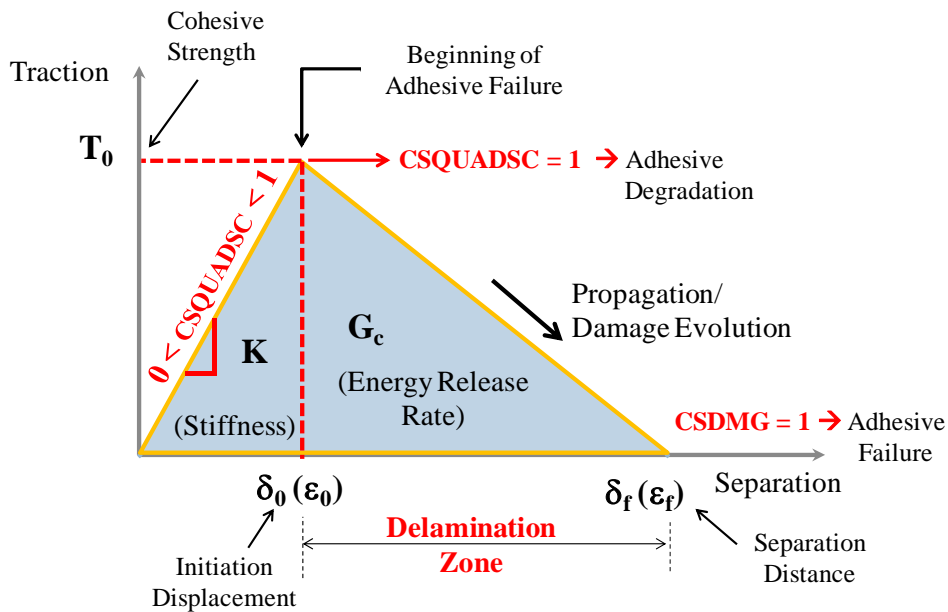 Cohesive
Strength
Traction
Beginning of
Adhesive Failure
T0
CSQUADSC = 1 → Adhesive
Degradation
0 < CSQUADSC < 1
Propagation/
Damage Evolution
K
Gc
(Energy Release
Rate)
(Stiffness)
CSDMG = 1 → Adhesive
Failure
Separation
δ0 (ε0)
δf (εf)
Delamination
Zone
Initiation
Displacement
Separation
Distance